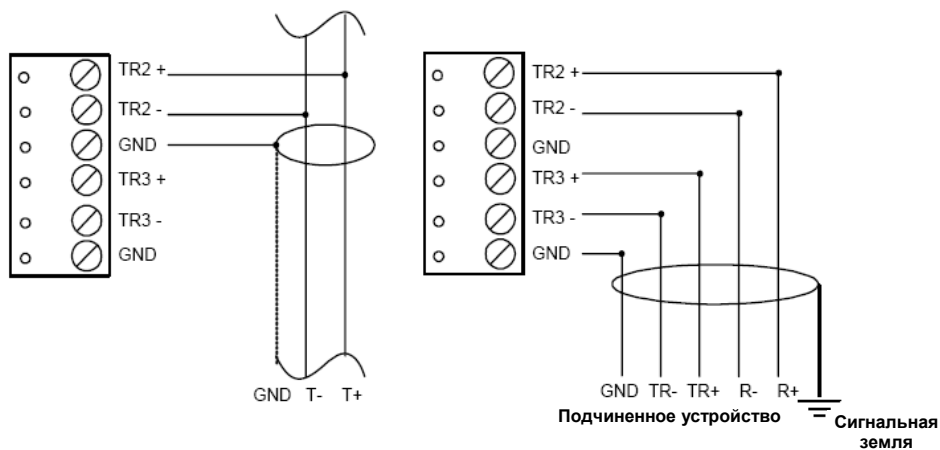 TR2 +
TR2 -
GND
TR3 +
TR3 -
GND
GND T- T+
TR2 +
TR2 -
GND
TR3 +
TR3 -
GND
GND TR- TR+ R- R+
Подчиненное устройство
Сигнальная
земля